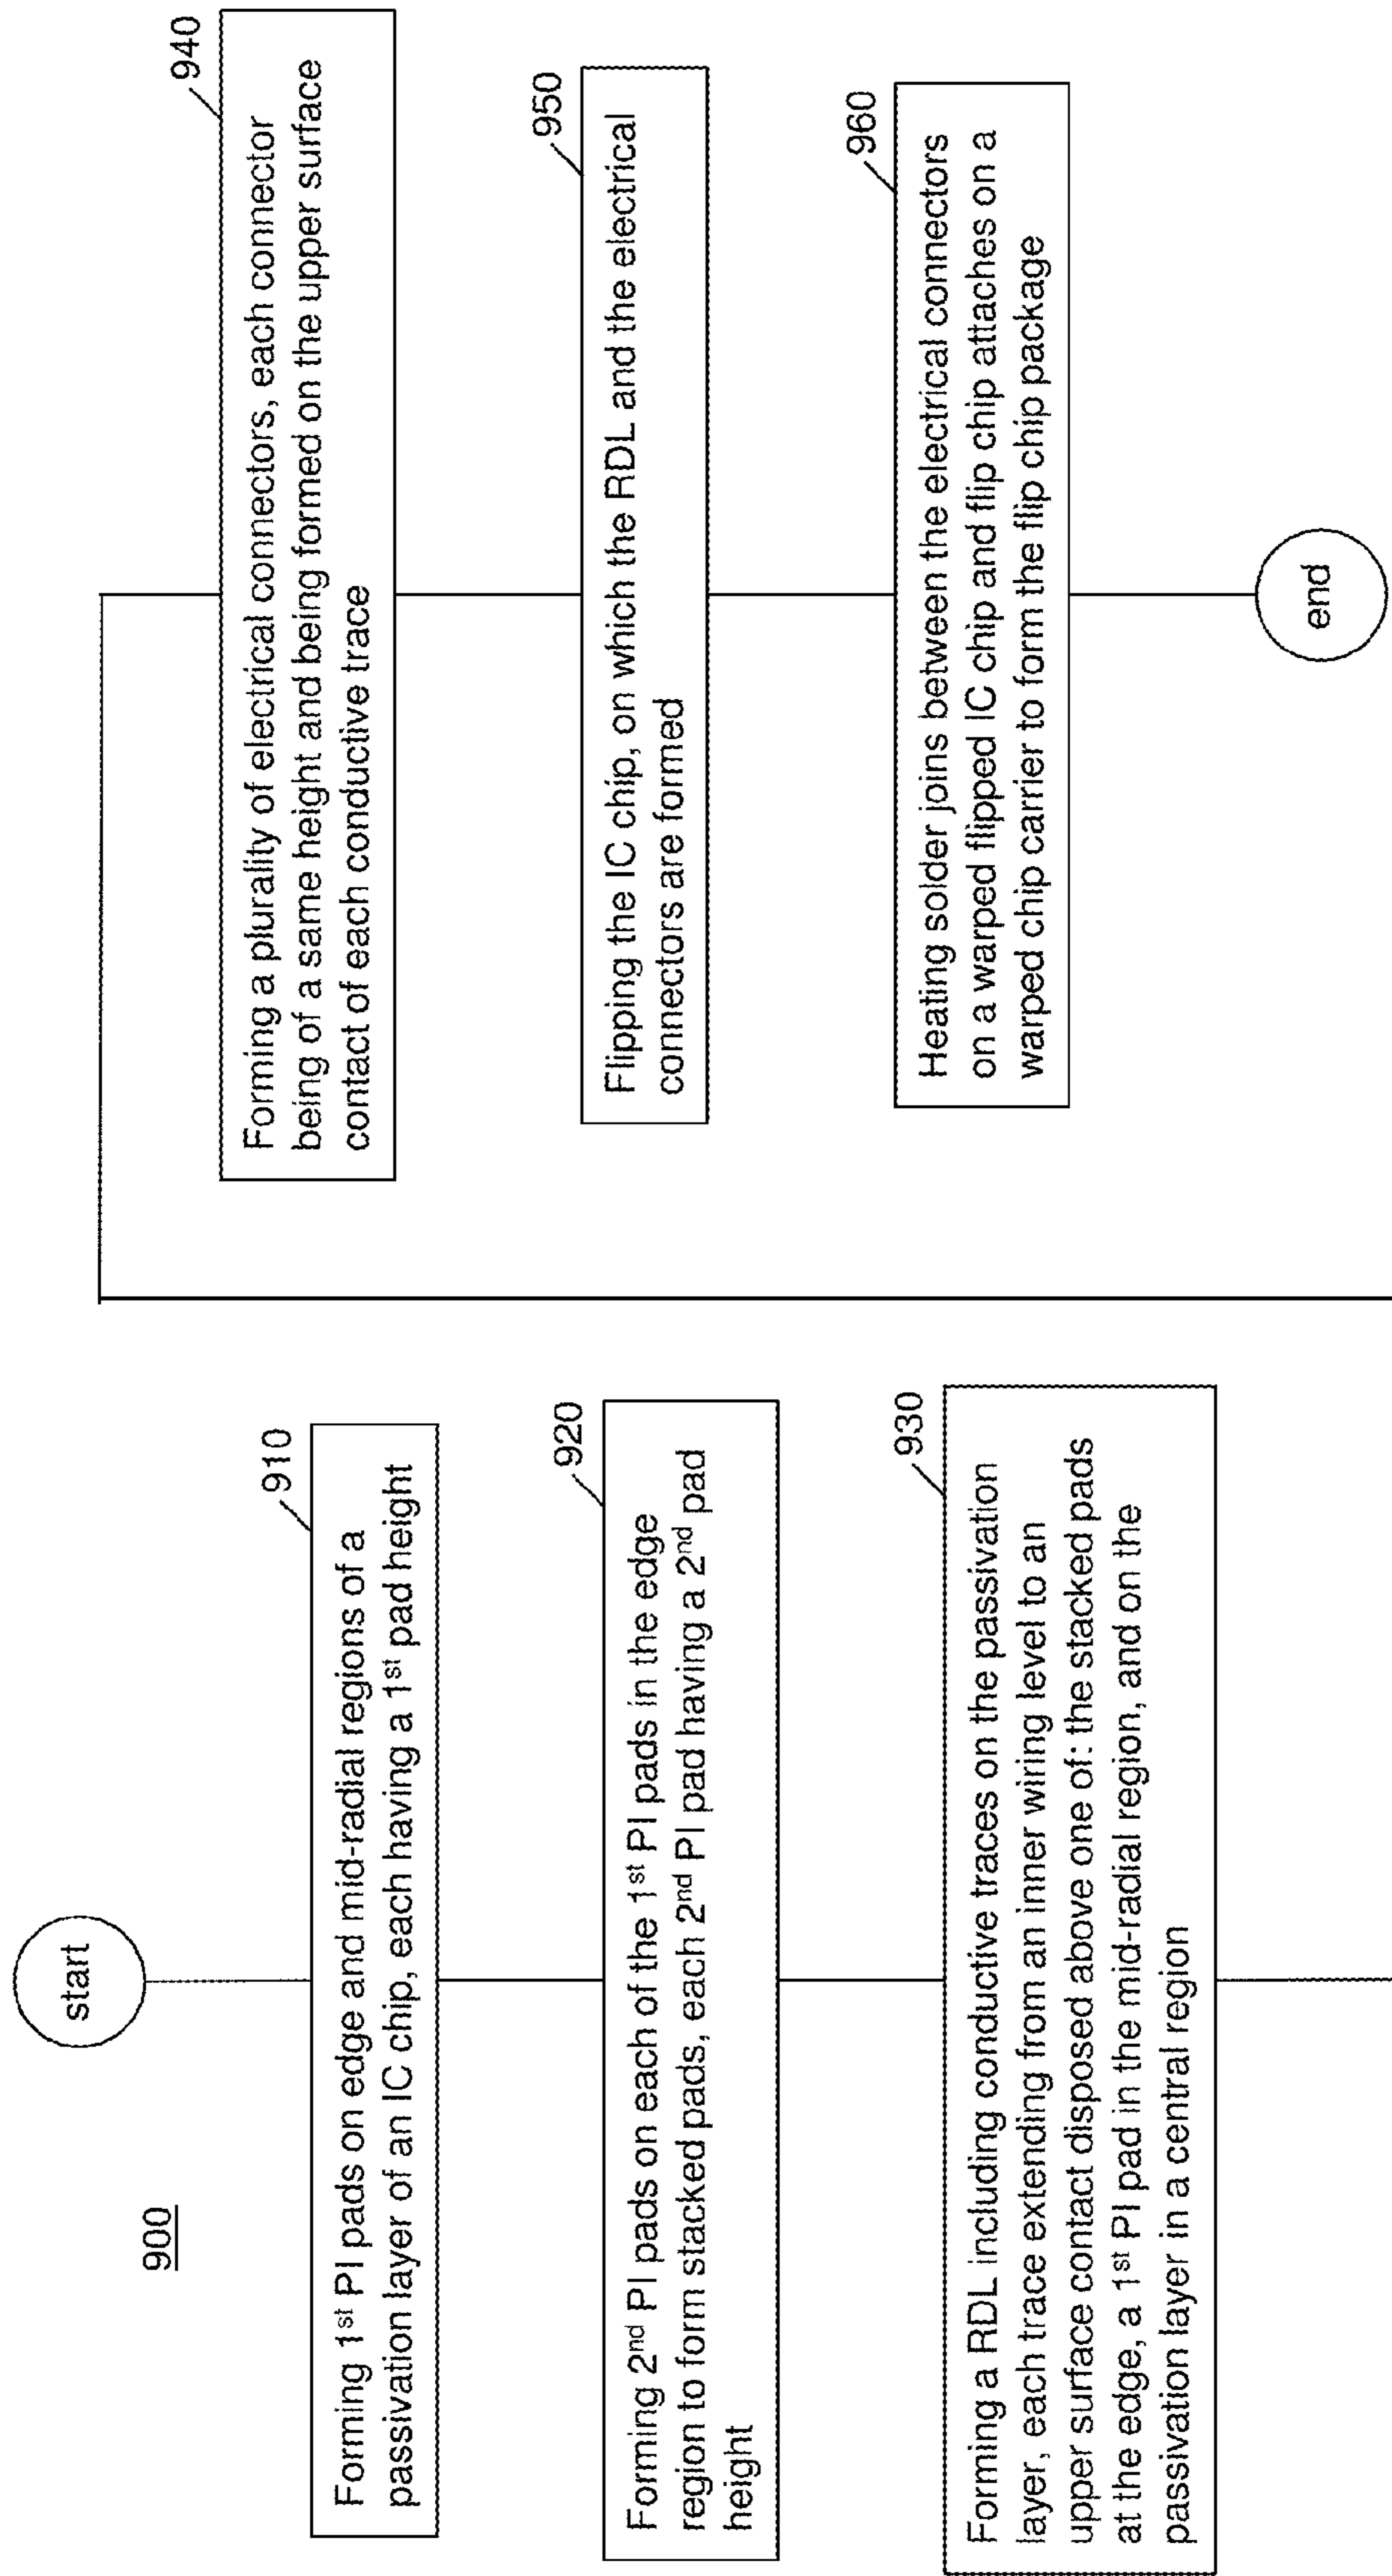 900
start
910
Forming 1st PI pads on edge and mid-radial regions of a
passivation layer of an IC chip, each having a 1st pad height
920
Forming 2nd PI pads on each of the 1st PI pads in the edge
region to form stacked pads, each 2nd PI pad having a 2nd pad
height
930
Forming a RDL including conductive traces on the passivation
layer, each trace extending from an inner wiring level to an
upper surface contact disposed above one of: the stacked pads
at the edge, a 1st PI pad in the mid-radial region, and on the
passivation layer in a central region
940
Forming a plurality of electrical connectors, each connector
being of a same height and being formed on the upper surface
contact of each conductive trace
950
Flipping the IC chip, on which the RDL and the electrical
connectors are formed
960
Heating solder joins between the electrical connectors
on a warped flipped IC chip and flip chip attaches on a
warped chip carrier to form the flip chip package
end